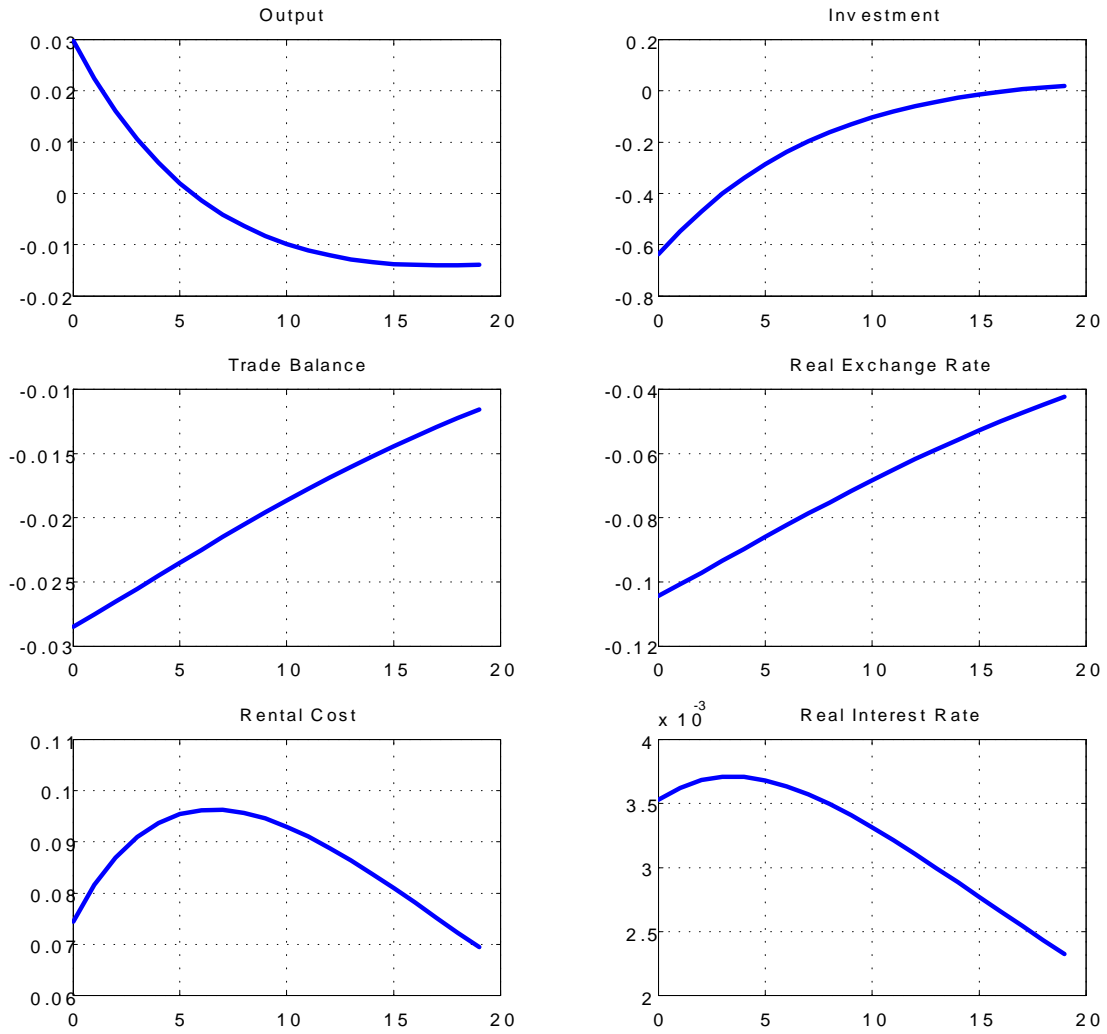 Output
0.03
0.02
0.01
0
-0.01
-0.02
0 5 10 15 20
Investment
0.2
0
-0.2
-0.4
-0.6
-0.8
0 5 10 15 20
Trade Balance
-0.01
-0.015
-0.02
-0.025
-0.03
0 5 10 15 20
Real Exchange Rate
-0.04
-0.06
-0.08
-0.1
-0.12
0 5 10 15 20
Rental Cost
0.11
0.1
0.09
0.08
0.07
0.06
0 5 10 15 20
x 10^-3
Real Interest Rate
4
3.5
3
2.5
2
0 5 10 15 20